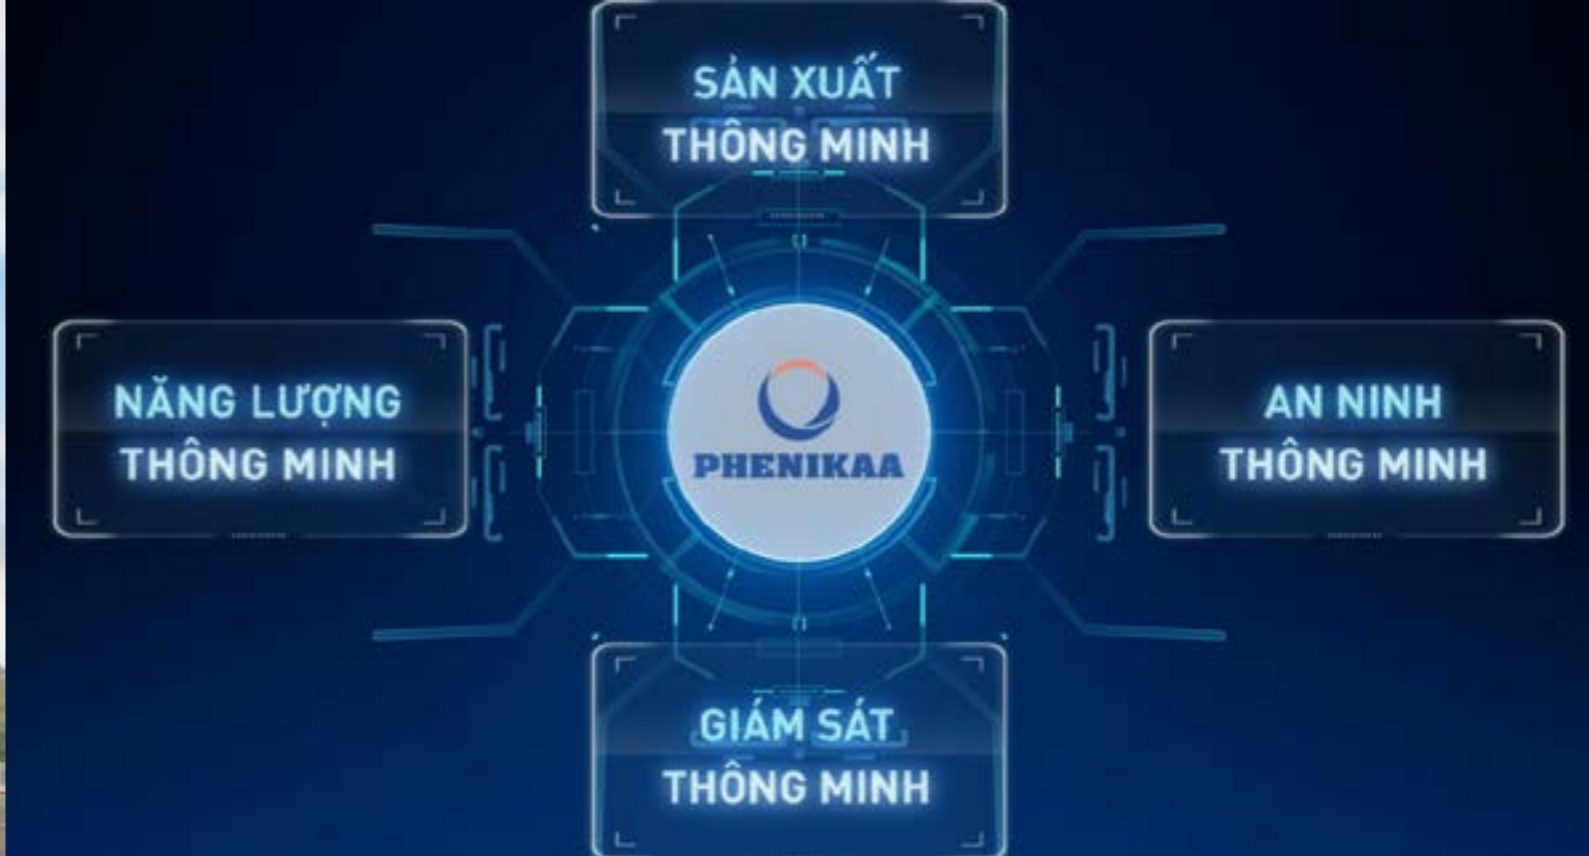 SẢN XUẤT
THÔNG MINH
NĂNG LƯỢNG
THÔNG MINH
PHENIKAA
AN NINH
THÔNG MINH
GIÁM SÁT
THÔNG MINH